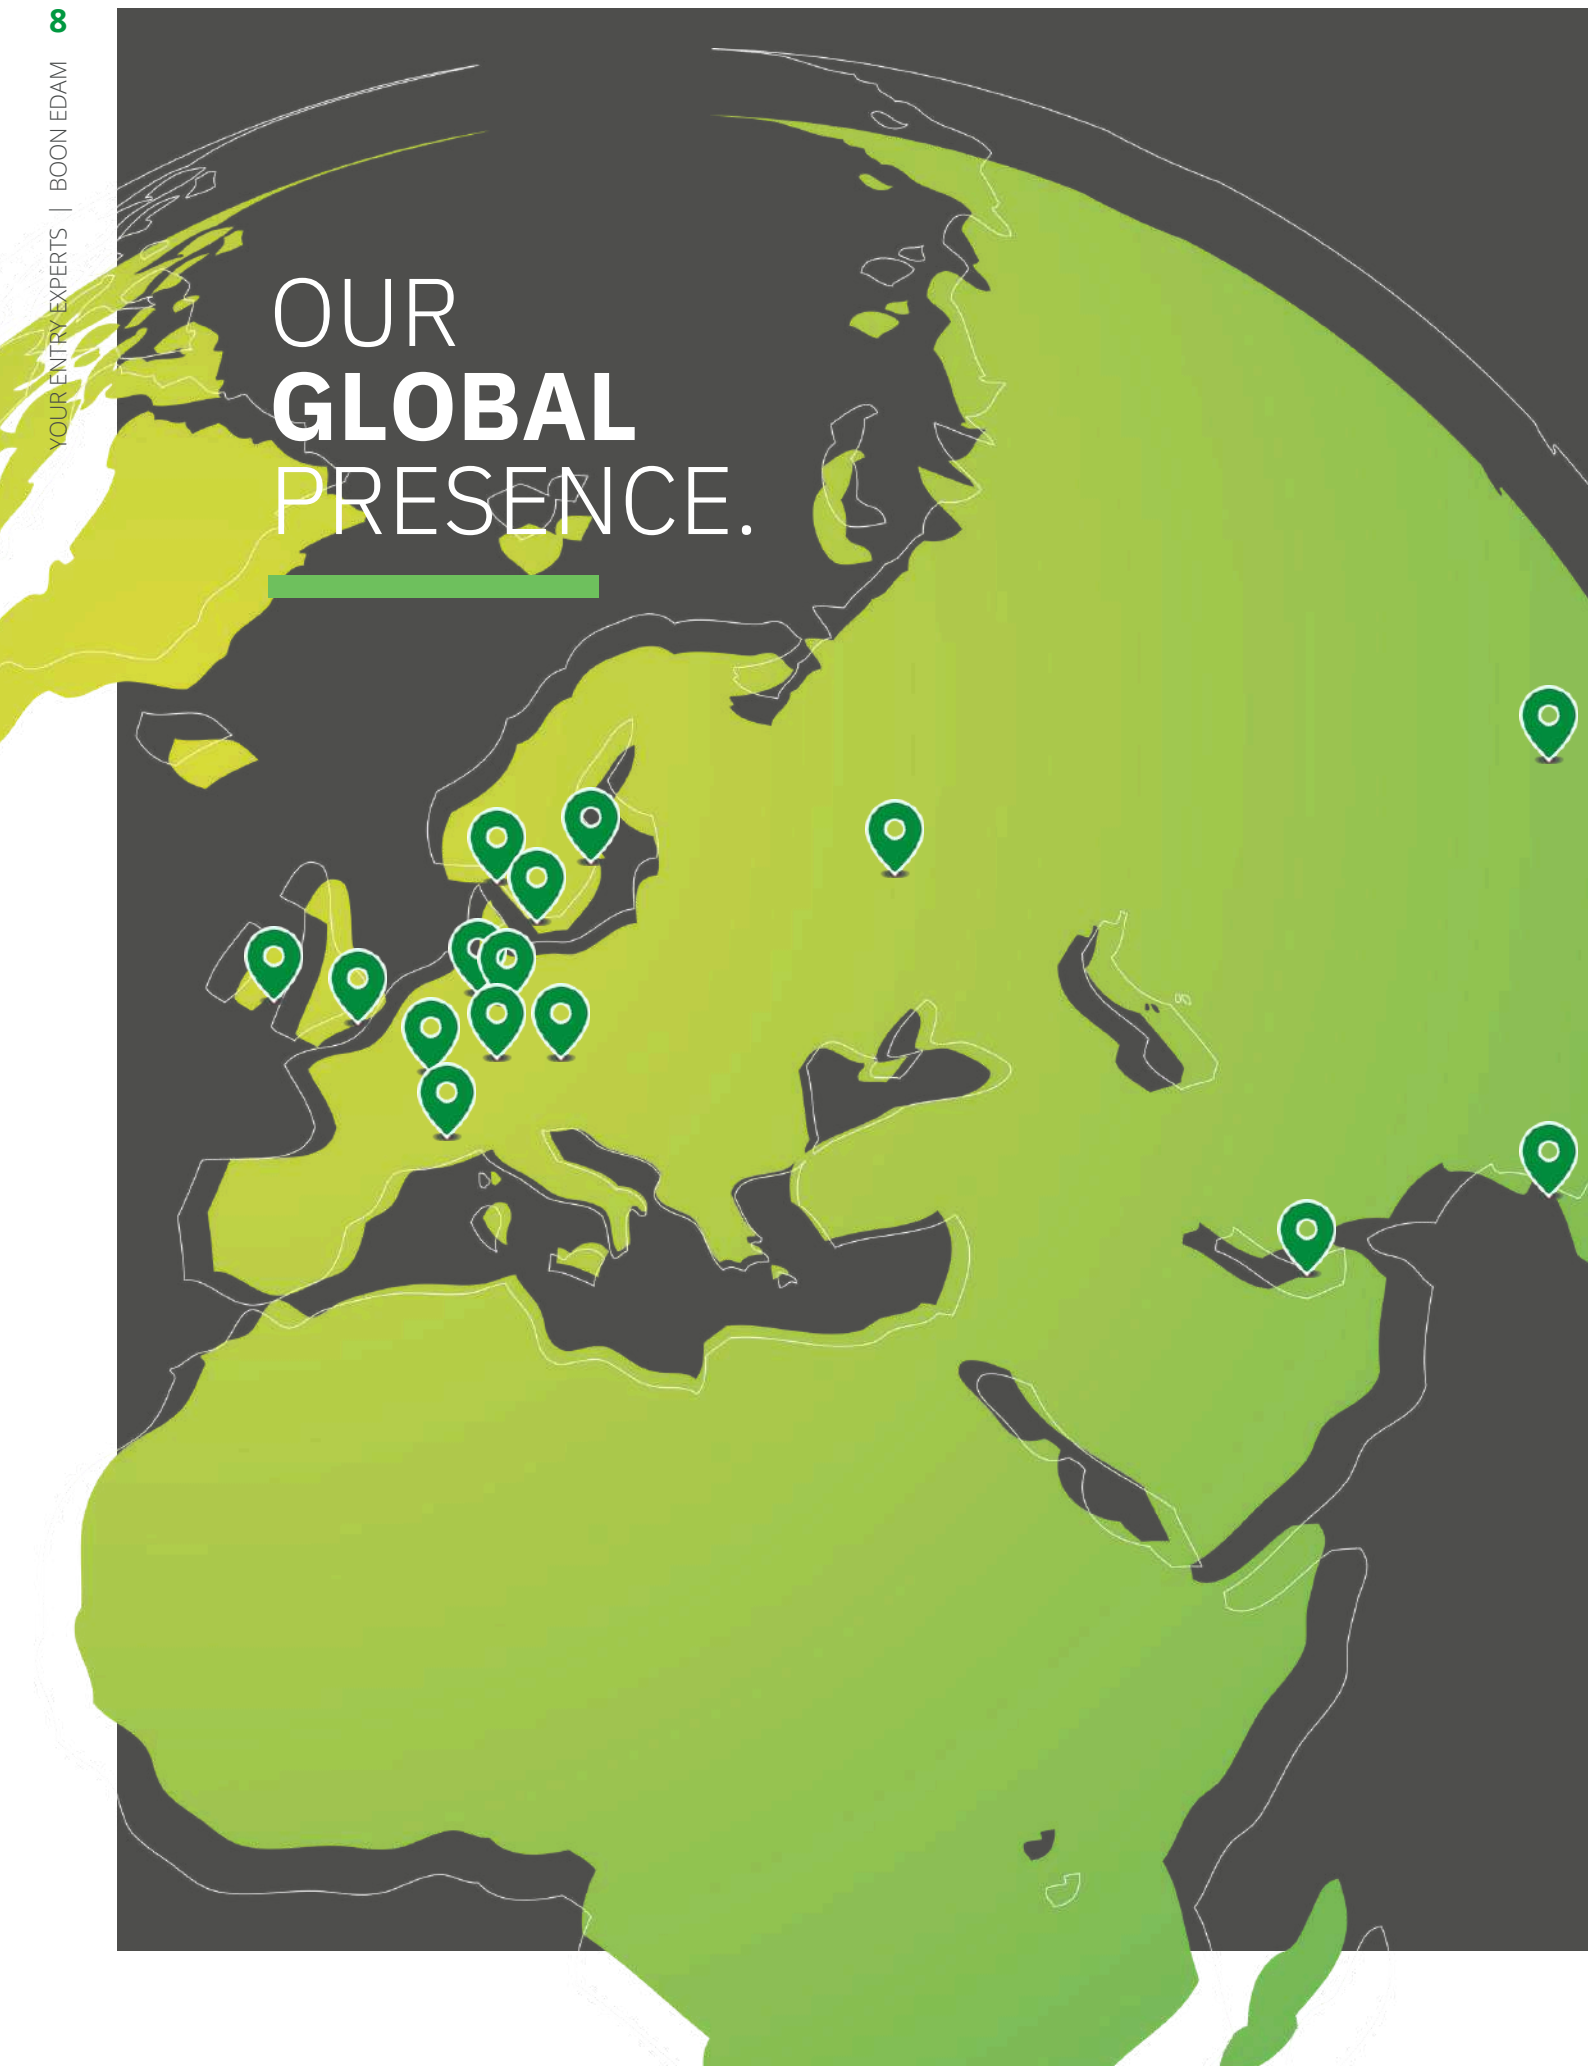 8
YOUR ENTRY EXPERTS | BOON EDAM
OUR
GLOBAL
PRESENCE.